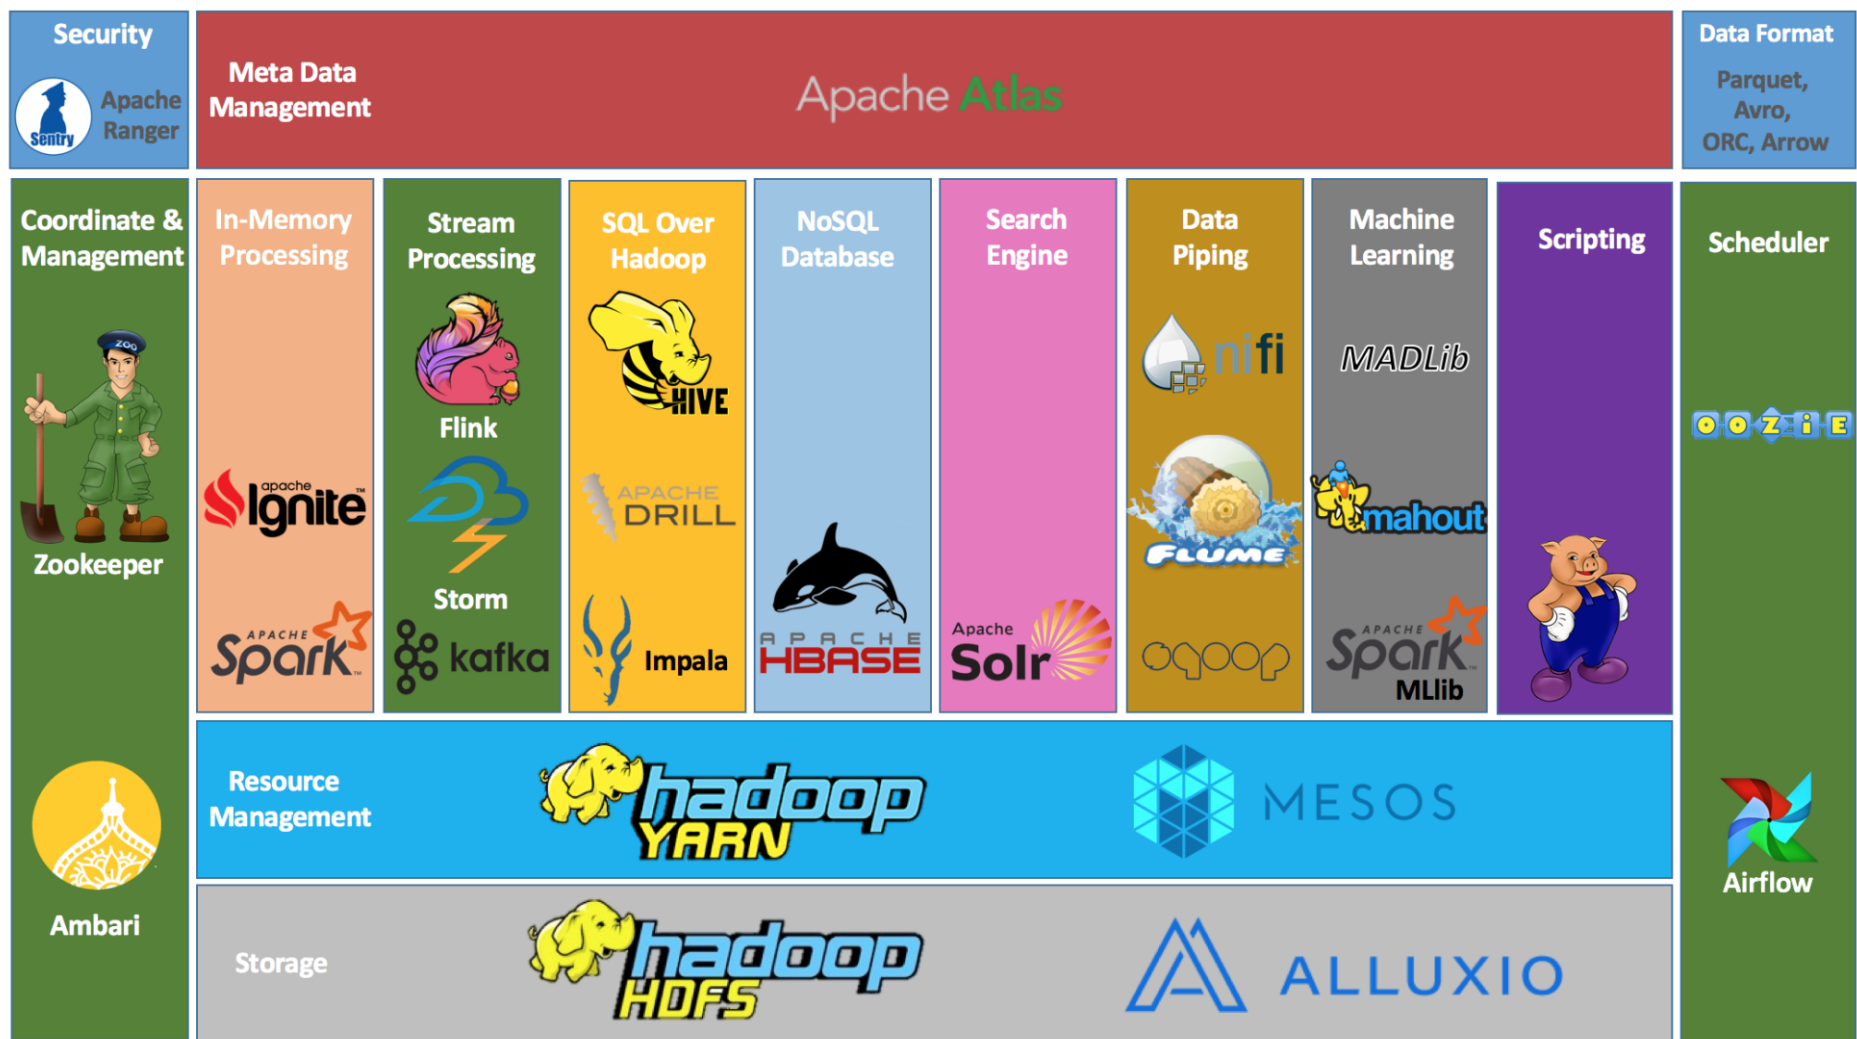 Security
Sentry
Apache
Ranger
Meta Data
Management
Apache Atlas
Data Format
Parquet,
Avro,
ORC, Arrow
Coordinate &
Management
ZOO
Zookeeper
Ambari
In-Memory
Processing
apache
Ignite™
APACHE
Spark™
Stream
Processing
Flink
Storm
kafka
SQL Over
Hadoop
HIVE
APACHE
DRILL
Impala
NoSQL
Database
APACHE
HBASE
Search
Engine
Apache
Solr
Data
Piping
nifi
FLUME
sqoop
Machine
Learning
MADLib
mahout
APACHE
Spark™
MLlib
Scripting
Scheduler
OOZiE
Airflow
Resource
Management
hadoop
YARN
MESOS
Storage
hadoop
HDFS
ALLUXIO